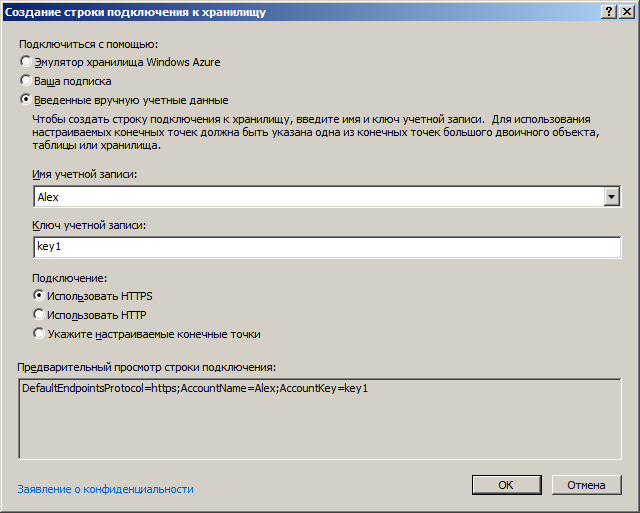 Создание строки подключения к хранилищу
Подключиться с помощью:
Эмулятор хранилища Windows Azure
Ваша подписка
Введенные вручную учетные данные
Чтобы создать строку подключения к хранилищу, введите имя и ключ учетной записи. Для использования
настраиваемых конечных точек должна быть указана одна из конечных точек большого двоичного объекта,
таблицы или хранилища.
Имя учетной записи:
Alex
Ключ учетной записи:
key1
Подключение:
Использовать HTTPS
Использовать HTTP
Укажите настраиваемые конечные точки
Предварительный просмотр строки подключения:
DefaultEndpointsProtocol=https;AccountName=Alex;AccountKey=key1
Заявление о конфиденциальности
OK
Отмена